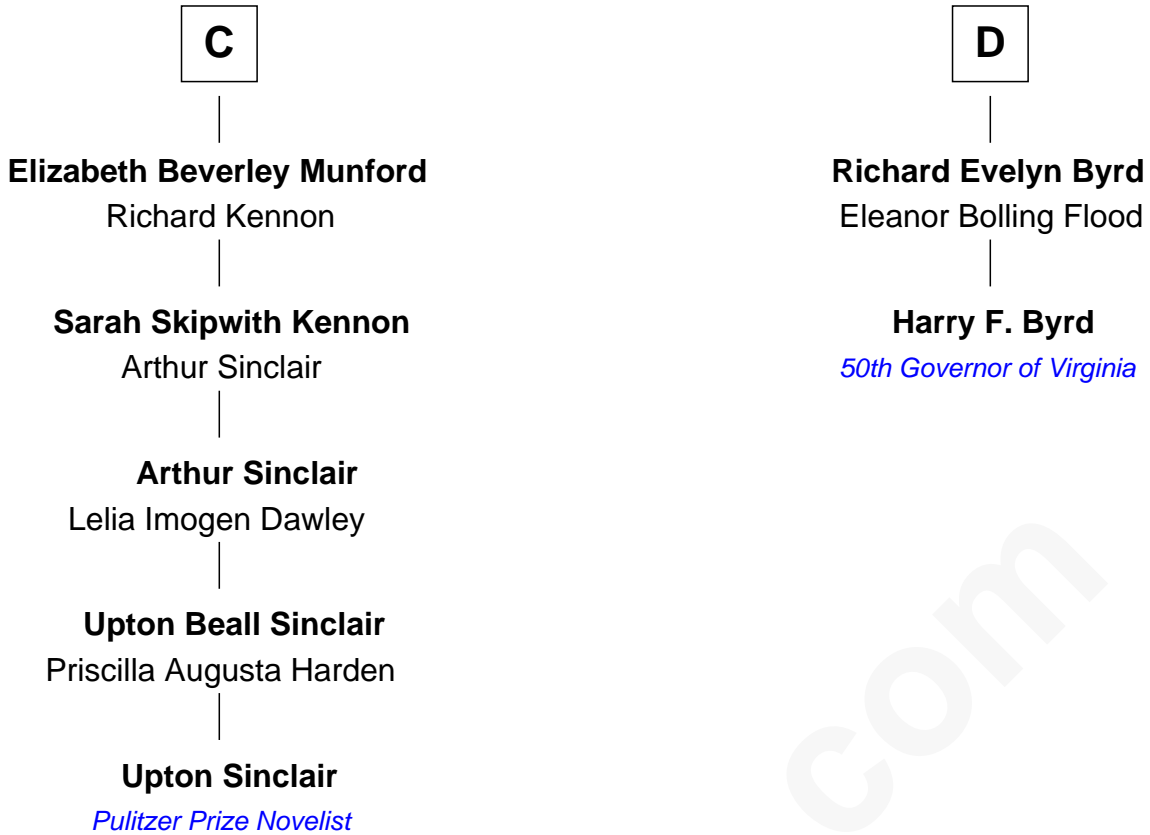 C
Elizabeth Beverley Munford
Richard Kennon
Sarah Skipwith Kennon
Arthur Sinclair
Arthur Sinclair
Lelia Imogen Dawley
Upton Beall Sinclair
Priscilla Augusta Harden
Upton Sinclair
Pulitzer Prize Novelist
D
Richard Evelyn Byrd
Eleanor Bolling Flood
Harry F. Byrd
50th Governor of Virginia
com